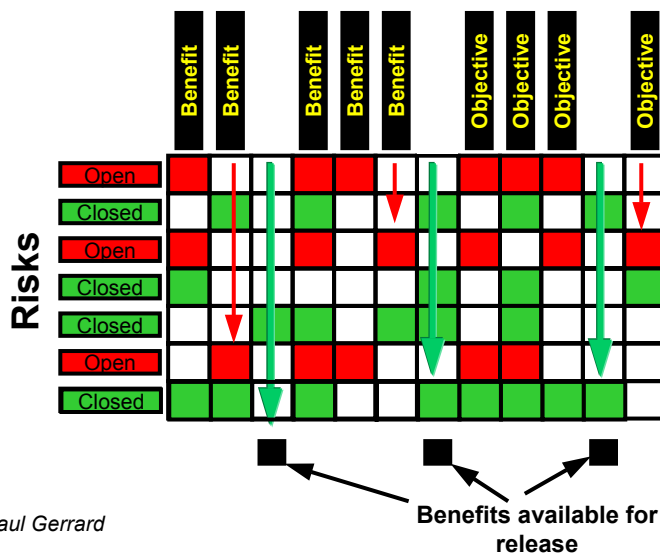 Benefit
Benefit
Benefit
Benefit
Benefit
Objective
Objective
Objective
Objective
Risks
Open
Closed
Open
Closed
Closed
Open
Closed
Benefits available for
release
aul Gerrard